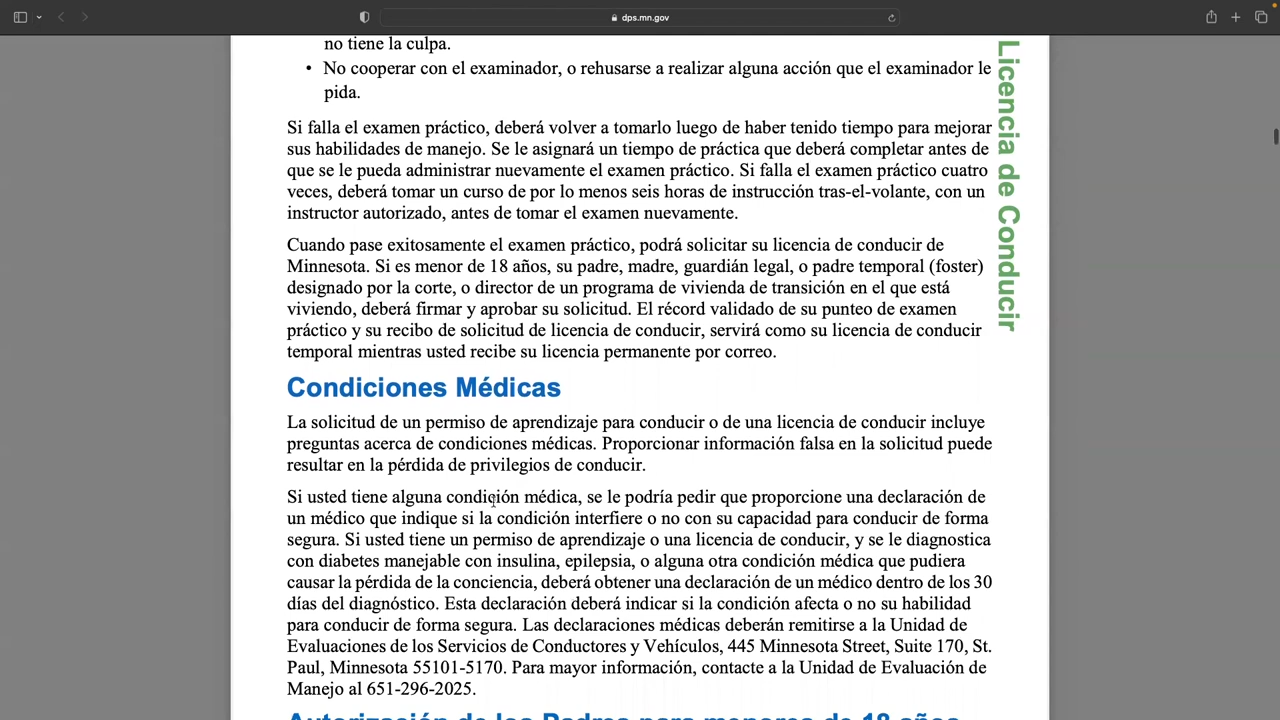 dps.mn.gov
no tiene la culpa.
• No cooperar con el examinador, o rehusarse a realizar alguna acción que el examinador le
pida.
Si falla el examen práctico, deberá volver a tomarlo luego de haber tenido tiempo para mejorar
sus habilidades de manejo. Se le asignará un tiempo de práctica que deberá completar antes de
que se le pueda administrar nuevamente el examen práctico. Si falla el examen práctico cuatro
veces, deberá tomar un curso de por lo menos seis horas de instrucción tras-el-volante, con un
instructor autorizado, antes de tomar el examen nuevamente.
Cuando pase exitosamente el examen práctico, podrá solicitar su licencia de conducir de
Minnesota. Si es menor de 18 años, su padre, madre, guardián legal, o padre temporal (foster)
designado por la corte, o director de un programa de vivienda de transición en el que está
viviendo, deberá firmar y aprobar su solicitud. El récord validado de su punteo de examen
práctico y su recibo de solicitud de licencia de conducir, servirá como su licencia de conducir
temporal mientras usted recibe su licencia permanente por correo.
Condiciones Médicas
La solicitud de un permiso de aprendizaje para conducir o de una licencia de conducir incluye
preguntas acerca de condiciones médicas. Proporcionar información falsa en la solicitud puede
resultar en la pérdida de privilegios de conducir.
Si usted tiene alguna condición médica, se le podría pedir que proporcione una declaración de
un médico que indique si la condición interfiere o no con su capacidad para conducir de forma
segura. Si usted tiene un permiso de aprendizaje o una licencia de conducir, y se le diagnostica
con diabetes manejable con insulina, epilepsia, o alguna otra condición médica que pudiera
causar la pérdida de la conciencia, deberá obtener una declaración de un médico dentro de los 30
días del diagnóstico. Esta declaración deberá indicar si la condición afecta o no su habilidad
para conducir de forma segura. Las declaraciones médicas deberán remitirse a la Unidad de
Evaluaciones de los Servicios de Conductores y Vehículos, 445 Minnesota Street, Suite 170, St.
Paul, Minnesota 55101-5170. Para mayor información, contacte a la Unidad de Evaluación de
Manejo al 651-296-2025.
Autorización de los Padres para menores de 18 años
Licencia de Conducir